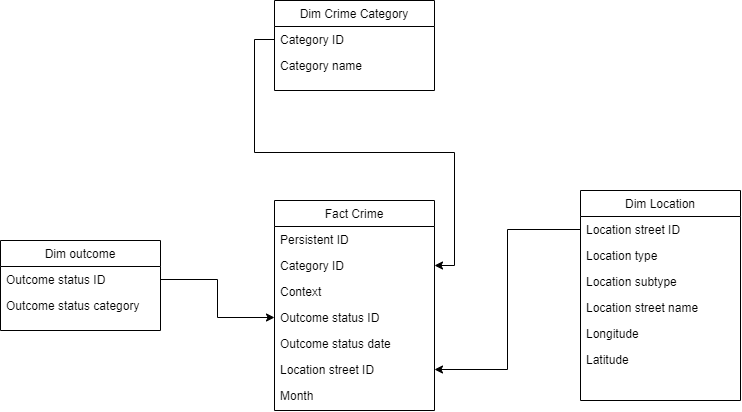 Dim Crime Category
Category ID
Category name
Fact Crime
Persistent ID
Category ID
Context
Outcome status ID
Outcome status date
Location street ID
Month
Dim outcome
Outcome status ID
Outcome status category
Dim Location
Location street ID
Location type
Location subtype
Location street name
Longitude
Latitude